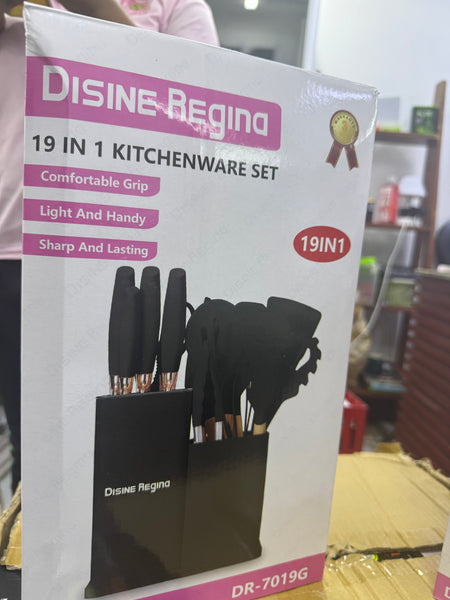 Disine Regina
19 IN 1 KITCHENWARE SET
Comfortable Grip
Light And Handy
Sharp And Lasting
19IN1
Disine Regina
DR-7019G